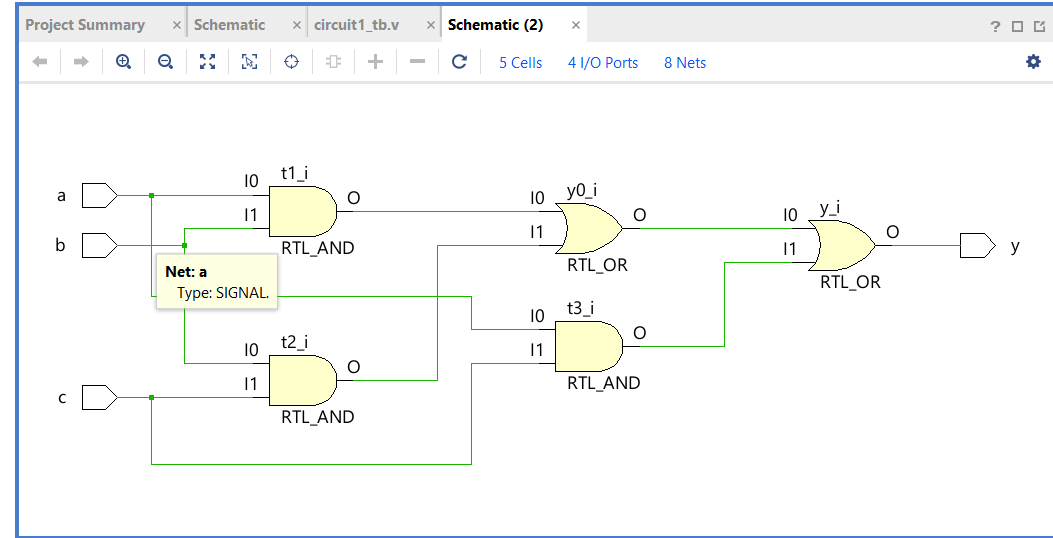 Project Summary × Schematic × circuit1_tb.v × Schematic (2) × ?
5 Cells 4 I/O Ports 8 Nets
t1_i
a I0 O
I1
RTL_AND
b
y0_i
I0 O
I1
RTL_OR
y_i
I0 O
I1
RTL_OR
y
Net: a
Type: SIGNAL.
t3_i
I0 O
I1
RTL_AND
t2_i
I0 O
I1
RTL_AND
c